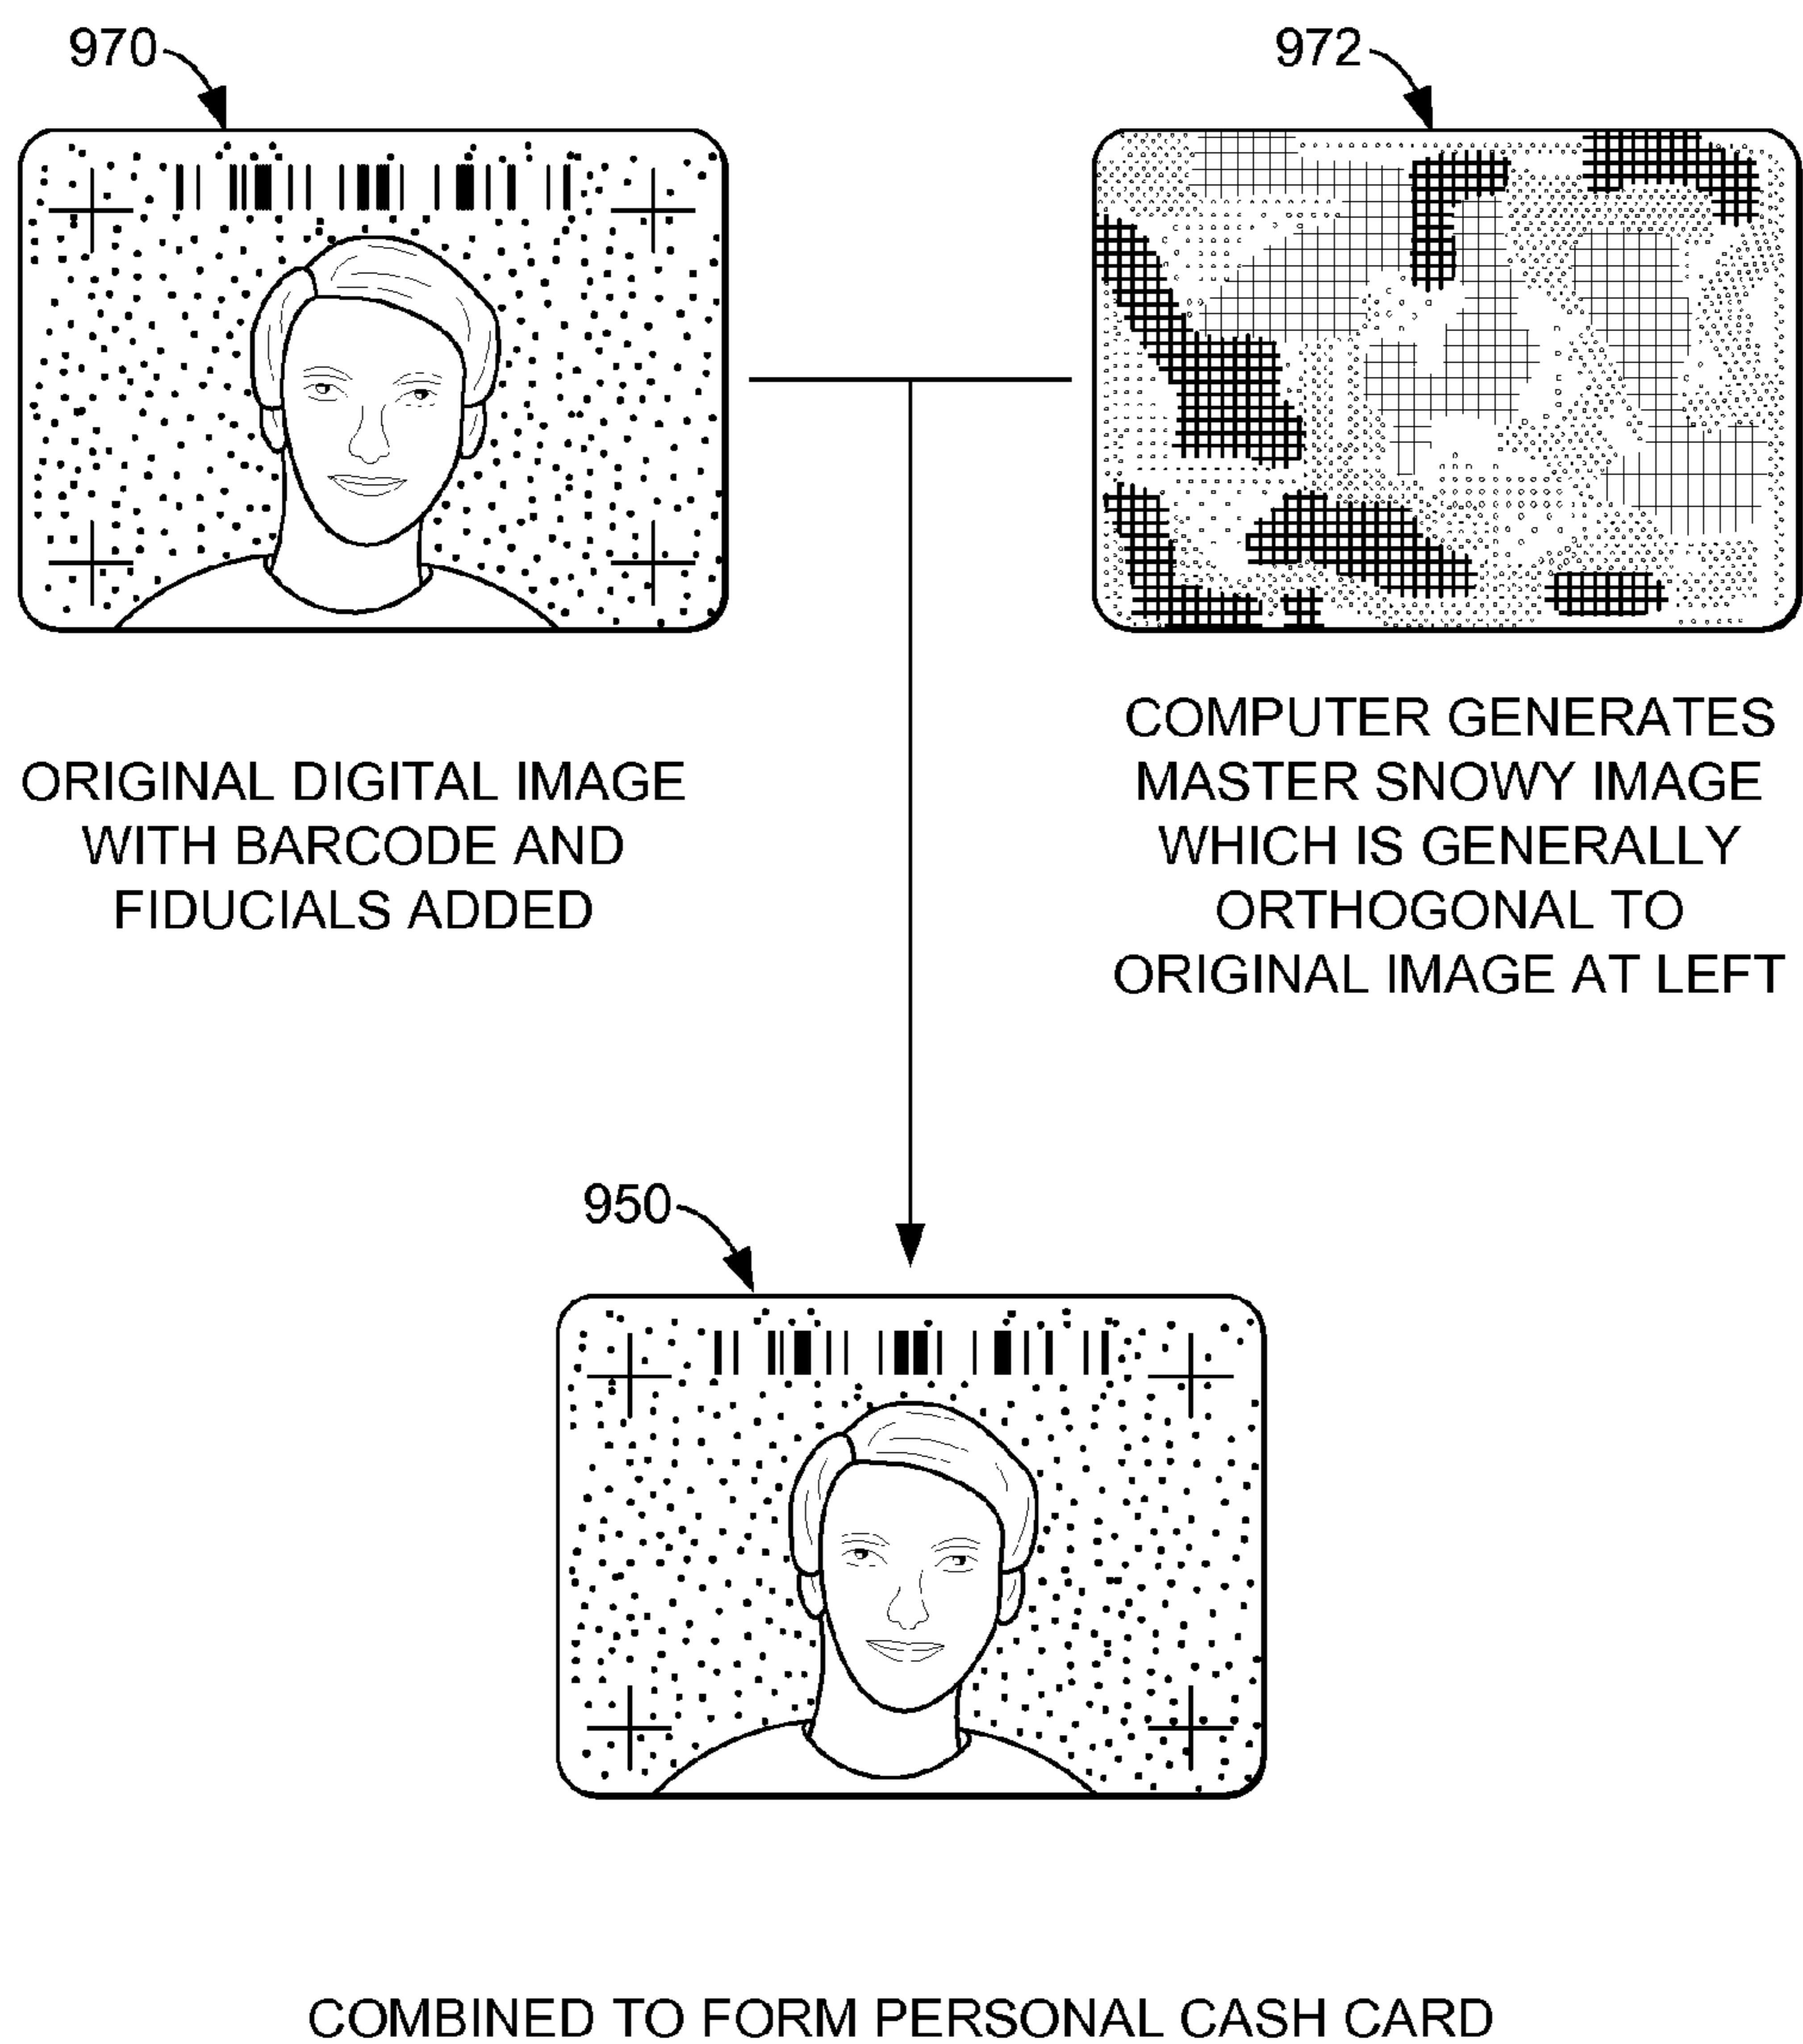 970
972
ORIGINAL DIGITAL IMAGE
WITH BARCODE AND
FIDUCIALS ADDED
COMPUTER GENERATES
MASTER SNOWY IMAGE
WHICH IS GENERALLY
ORTHOGONAL TO
ORIGINAL IMAGE AT LEFT
950
COMBINED TO FORM PERSONAL CASH CARD